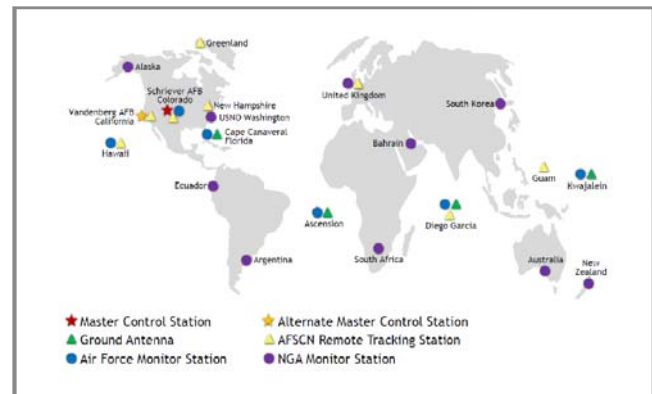 Greenland
Alaska
Schriever AFB
Colorado
Vandenberg AFB
California
New Hampshire
USNO Washington
Cape Canaveral
Florida
Hawaii
United Kingdom
South Korea
Bahrain
Guam
Kwajalein
Ecuador
Ascension
Diego Garcia
Argentina
South Africa
Australia
New
Zealand
Master Control Station
Alternate Master Control Station
Ground Antenna
AFSCN Remote Tracking Station
Air Force Monitor Station
NGA Monitor Station